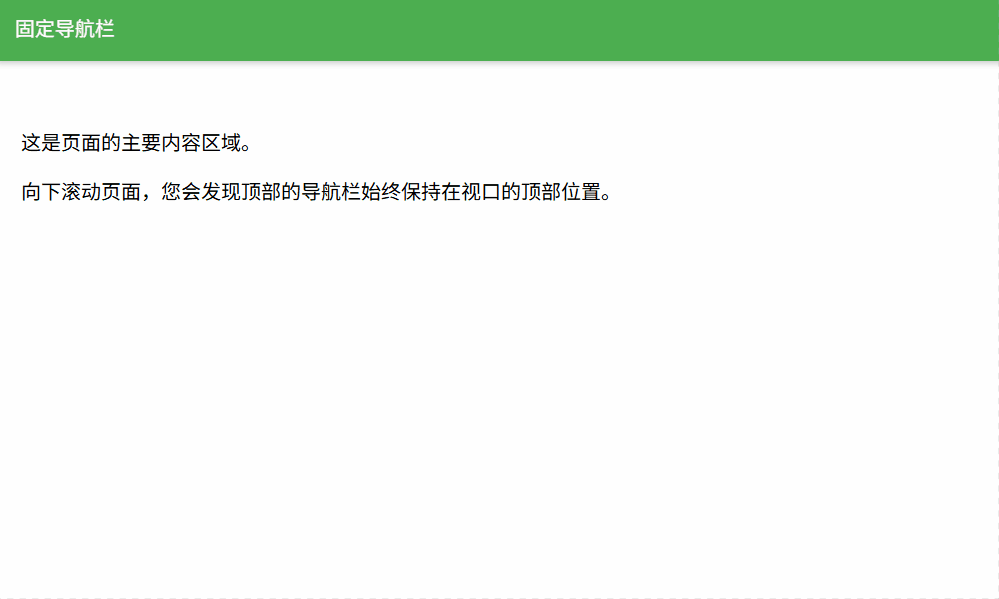 固定导航栏
这是页面的主要内容区域。
向下滚动页面，您会发现顶部的导航栏始终保持在视口的顶部位置。